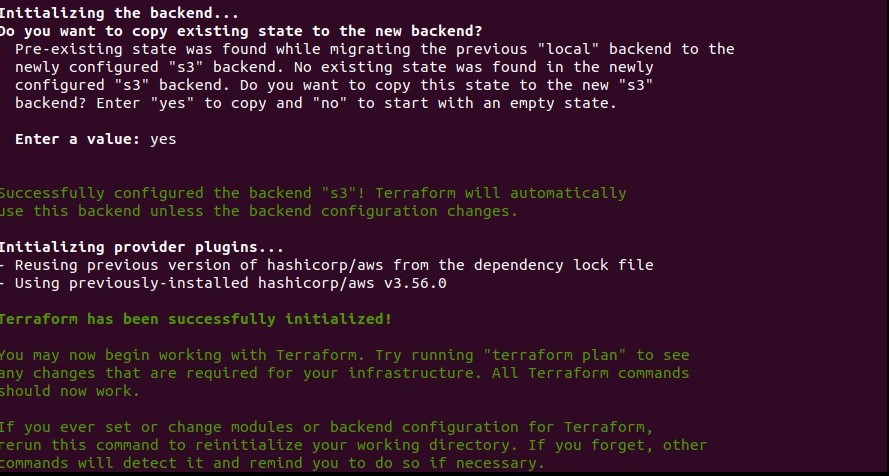 Initializing the backend...
Do you want to copy existing state to the new backend?
Pre-existing state was found while migrating the previous "local" backend to the
newly configured "s3" backend. No existing state was found in the newly
configured "s3" backend. Do you want to copy this state to the new "s3"
backend? Enter "yes" to copy and "no" to start with an empty state.
Enter a value: yes
Successfully configured the backend "s3"! Terraform will automatically
use this backend unless the backend configuration changes.
Initializing provider plugins...
- Reusing previous version of hashicorp/aws from the dependency lock file
- Using previously-installed hashicorp/aws v3.56.0
Terraform has been successfully initialized!
You may now begin working with Terraform. Try running "terraform plan" to see
any changes that are required for your infrastructure. All Terraform commands
should now work.
If you ever set or change modules or backend configuration for Terraform,
rerun this command to reinitialize your working directory. If you forget, other
commands will detect it and remind you to do so if necessary.